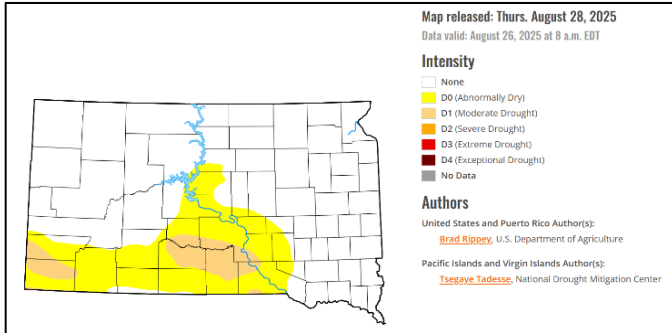 Map released: Thurs. August 28, 2025
Data valid: August 26, 2025 at 8 a.m. EDT
Intensity
None
D0 (Abnormally Dry)
D1 (Moderate Drought)
D2 (Severe Drought)
D3 (Extreme Drought)
D4 (Exceptional Drought)
No Data
Authors
United States and Puerto Rico Author(s):
Brad Rippey, U.S. Department of Agriculture
Pacific Islands and Virgin Islands Author(s):
Tsegaye Tadesse, National Drought Mitigation Center